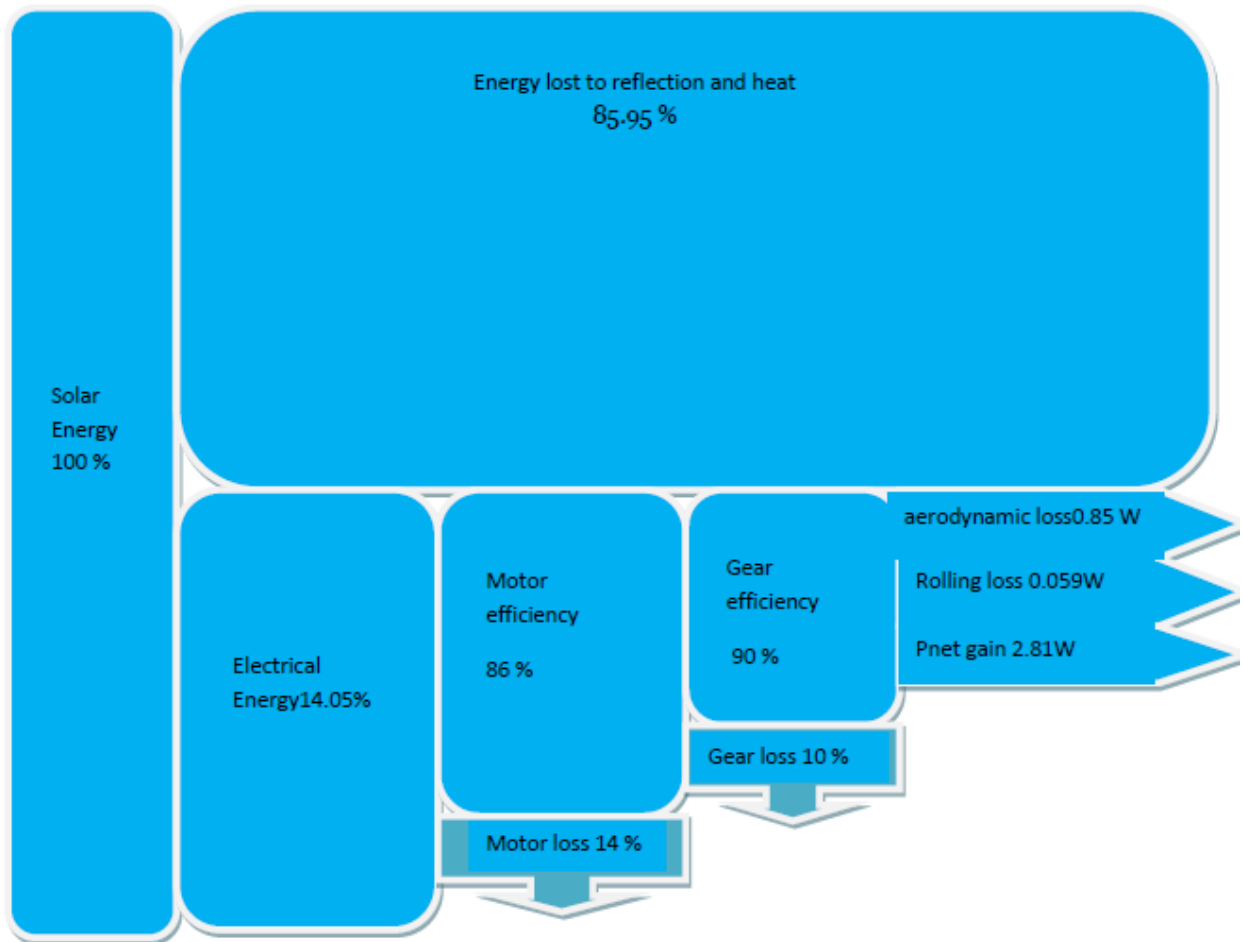 Energy lost to reflection and heat
85.95 %
Solar
Energy
100 %
Electrical
Energy14.05%
Motor
efficiency
86 %
Motor loss 14 %
Gear
efficiency
90 %
Gear loss 10 %
aerodynamic loss0.85 W
Rolling loss 0.059W
Pnet gain 2.81W